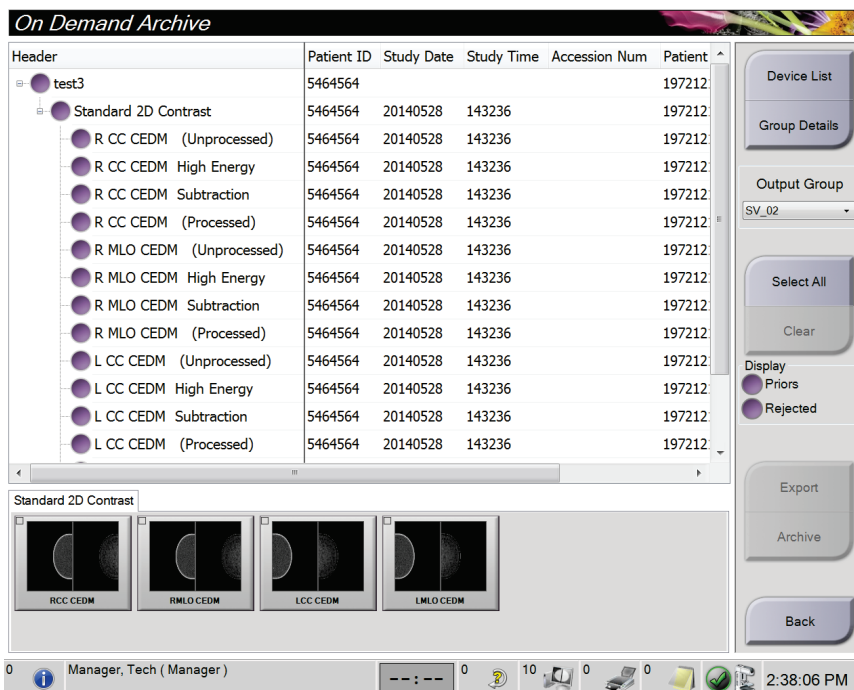 On Demand Archive
Header Patient ID Study Date Study Time Accession Num Patient
test3 5464564 197212
Standard 2D Contrast 5464564 20140528 143236 197212
R CC CEDM (Unprocessed) 5464564 20140528 143236 197212
R CC CEDM High Energy 5464564 20140528 143236 197212
R CC CEDM Subtraction 5464564 20140528 143236 197212
R CC CEDM (Processed) 5464564 20140528 143236 197212
R MLO CEDM (Unprocessed) 5464564 20140528 143236 197212
R MLO CEDM High Energy 5464564 20140528 143236 197212
R MLO CEDM Subtraction 5464564 20140528 143236 197212
R MLO CEDM (Processed) 5464564 20140528 143236 197212
L CC CEDM (Unprocessed) 5464564 20140528 143236 197212
L CC CEDM High Energy 5464564 20140528 143236 197212
L CC CEDM Subtraction 5464564 20140528 143236 197212
L CC CEDM (Processed) 5464564 20140528 143236 197212
Device List
Group Details
Output Group
SV_02
Select All
Clear
Display
Priors
Rejected
Export
Archive
Back
Standard 2D Contrast
RCC CEDM RMLO CEDM LCC CEDM LMLO CEDM
0 Manager, Tech ( Manager ) --:-- 0 10 0 0 2:38:06 PM